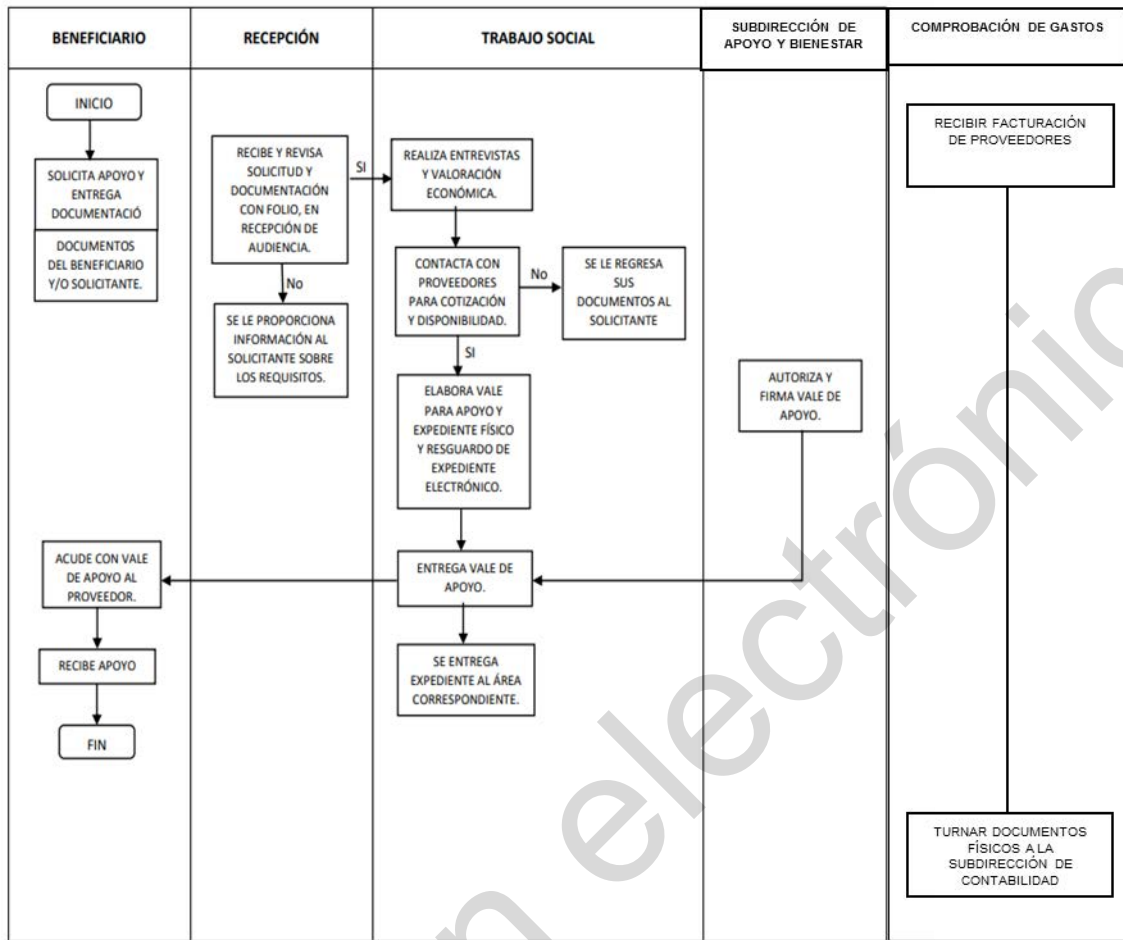 BENEFICIARIO
RECEPCIÓN
TRABAJO SOCIAL
SUBDIRECCIÓN DE
APOYO Y BIENESTAR
COMPROBACIÓN DE GASTOS
INICIO
SOLICITA APOYO Y
ENTREGA
DOCUMENTACIÓ
DOCUMENTOS
DEL BENEFICIARIO
Y/O SOLICITANTE.
RECIBE Y REVISA
SOLICITUD Y
DOCUMENTACIÓN
CON FOLIO, EN
RECEPCIÓN DE
AUDIENCIA.
SI
No
SE LE PROPORCIONA
INFORMACIÓN AL
SOLICITANTE SOBRE
LOS REQUISITOS.
REALIZA ENTREVISTAS
Y VALORACIÓN
ECONÓMICA.
CONTACTA CON
PROVEEDORES
PARA COTIZACIÓN
Y DISPONIBILIDAD.
No
SE LE REGRESA
SUS
DOCUMENTOS AL
SOLICITANTE
SI
ELABORA VALE
PARA APOYO Y
EXPEDIENTE FÍSICO
Y RESGUARDO DE
EXPEDIENTE
ELECTRÓNICO.
AUTORIZA Y
FIRMA VALE DE
APOYO.
ENTREGA VALE DE
APOYO.
SE ENTREGA
EXPEDIENTE AL ÁREA
CORRESPONDIENTE.
ACUDE CON VALE
DE APOYO AL
PROVEEDOR.
RECIBE APOYO
FIN
RECIBIR FACTURACIÓN
DE PROVEEDORES
TURNAR DOCUMENTOS
FÍSICOS A LA
SUBDIRECCIÓN DE
CONTABILIDAD
n electrónic